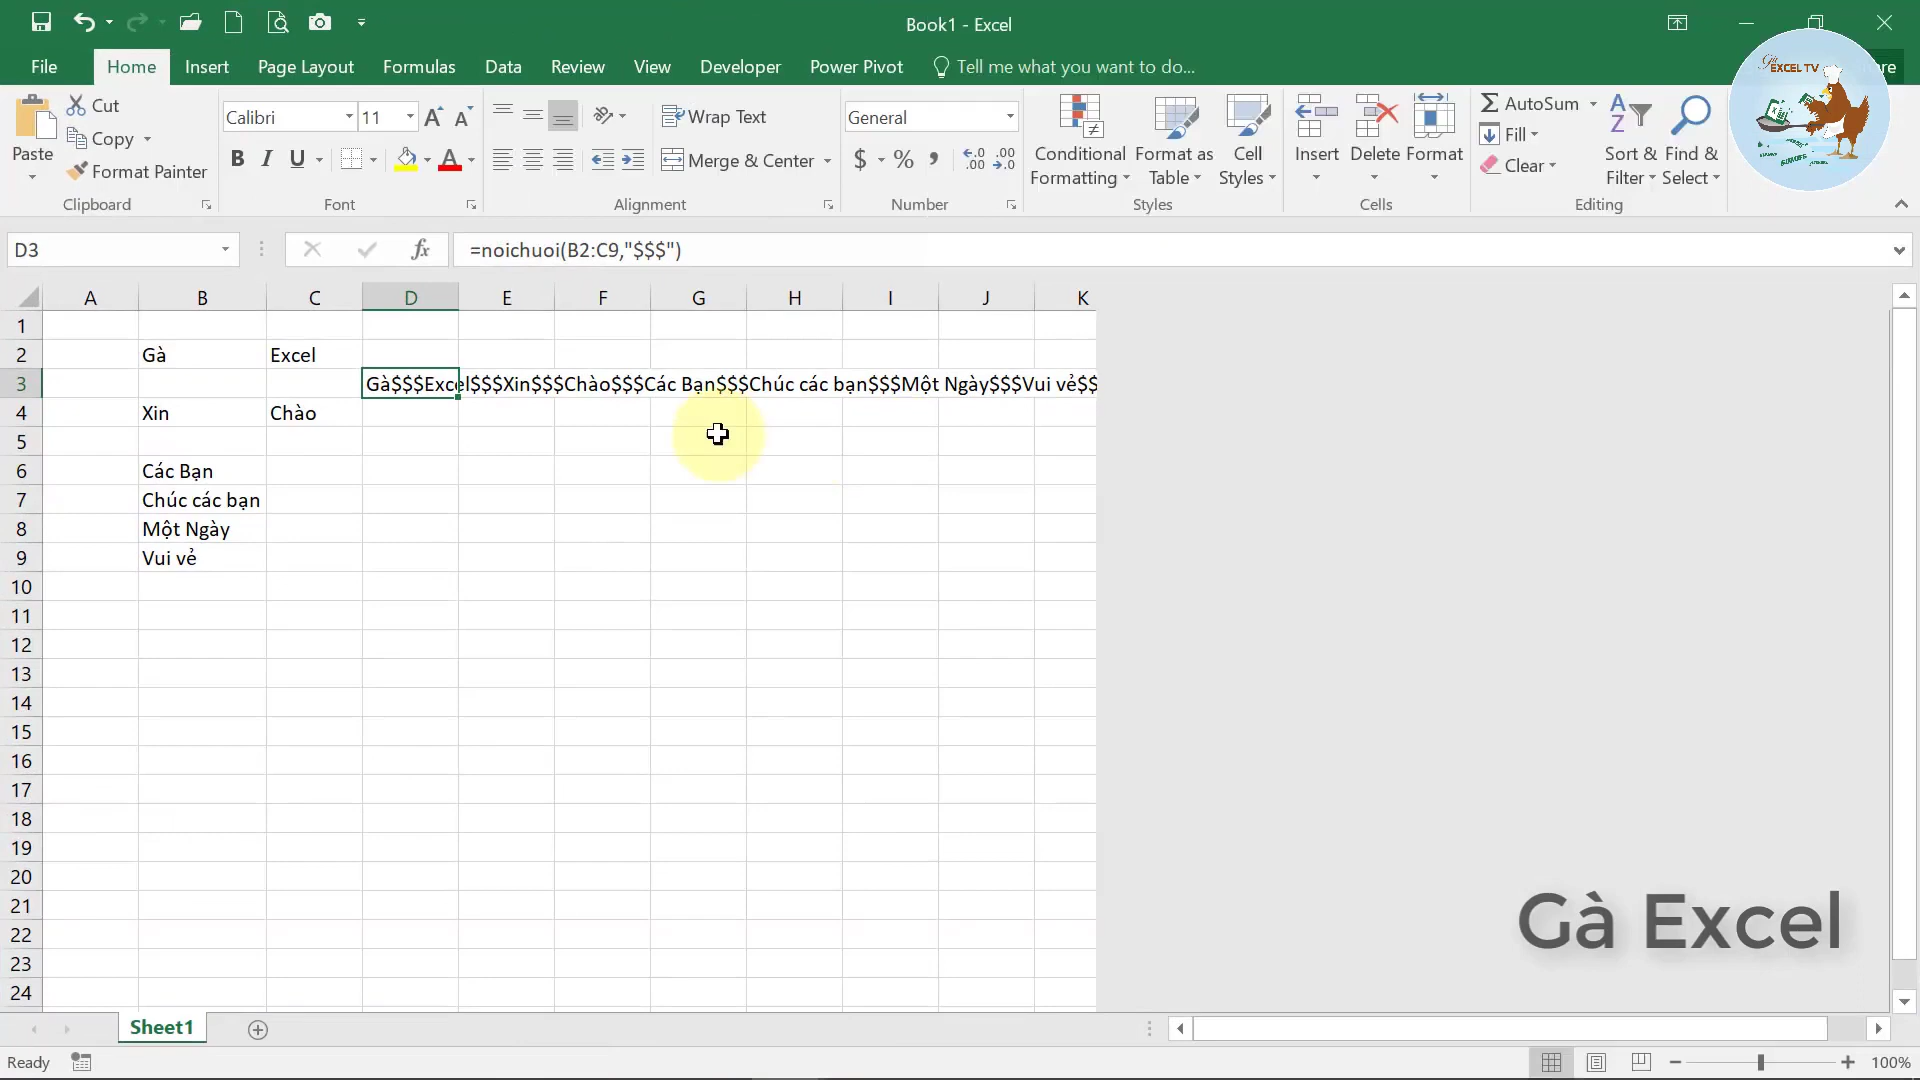 Book1 - Excel
File Home Insert Page Layout Formulas Data Review View Developer Power Pivot Tell me what you want to do...
EXCEL TV
Paste
Cut
Copy
Format Painter
Clipboard
Calibri 11
B I U
Font
Wrap Text
Merge & Center
Alignment
General
$ % ,
Number
Conditional Formatting
Format as Table
Cell Styles
Styles
Insert
Delete
Format
Cells
AutoSum
Fill
Clear
Sort & Filter
Find & Select
Editing
D3
fx
=noichuoi(B2:C9,"$$$")
A B C D E F G H I J K
1
2 Gà Excel
3 Gà$$$Excel$$$Xin$$$Chào$$$Các Bạn$$$Chúc các bạn$$$Một Ngày$$$Vui vẻ$$
4 Xin Chào
5
6 Các Bạn
7 Chúc các bạn
8 Một Ngày
9 Vui vẻ
10
11
12
13
14
15
16
17
18
19
20
21
22
23
24
Gà Excel
Sheet1
Ready
100%